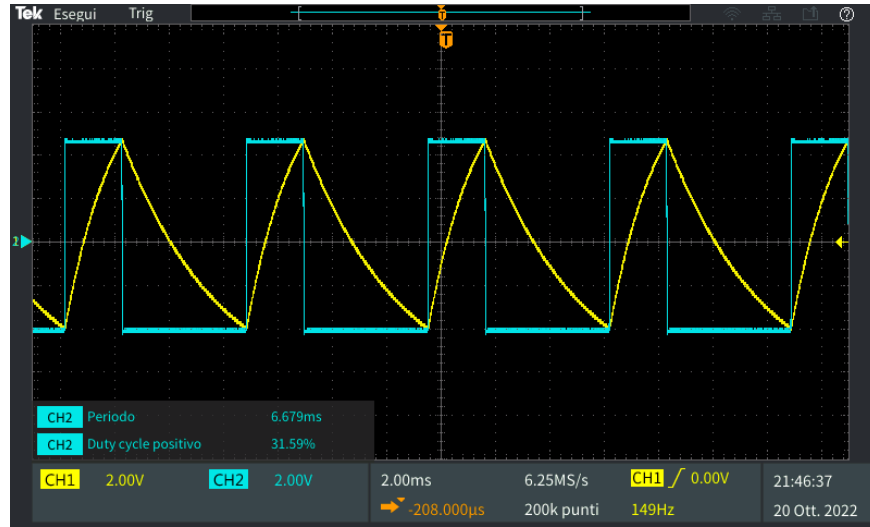 Tek Esegui Trig
T
T
1
CH2 Periodo 6.679ms
CH2 Duty cycle positivo 31.59%
CH1 2.00V CH2 2.00V 2.00ms 6.25MS/s CH1 0.00V 21:46:37
-208.000µs 200k punti 149Hz 20 Ott. 2022